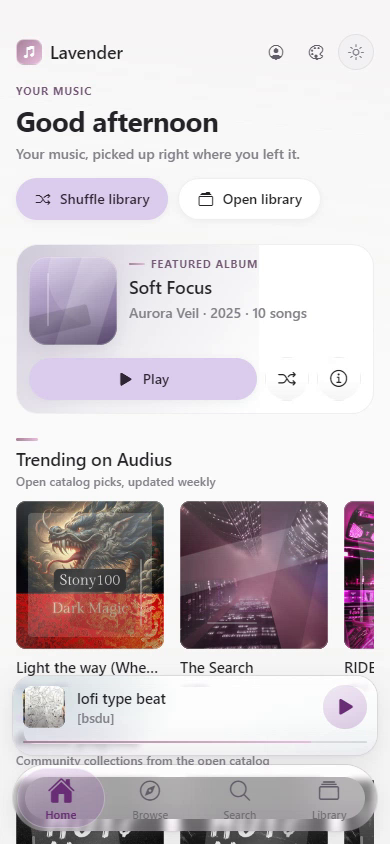 Lavender
YOUR MUSIC
Good afternoon
Your music, picked up right where you left it.
Shuffle library
Open library
FEATURED ALBUM
Soft Focus
Aurora Veil · 2025 · 10 songs
Play
Trending on Audius
Open catalog picks, updated weekly
Stony100
Dark Magic
Light the way (Whe...
The Search
RIDE
lofi type beat
[bsdu]
Community collections from the open catalog
Home
Browse
Search
Library